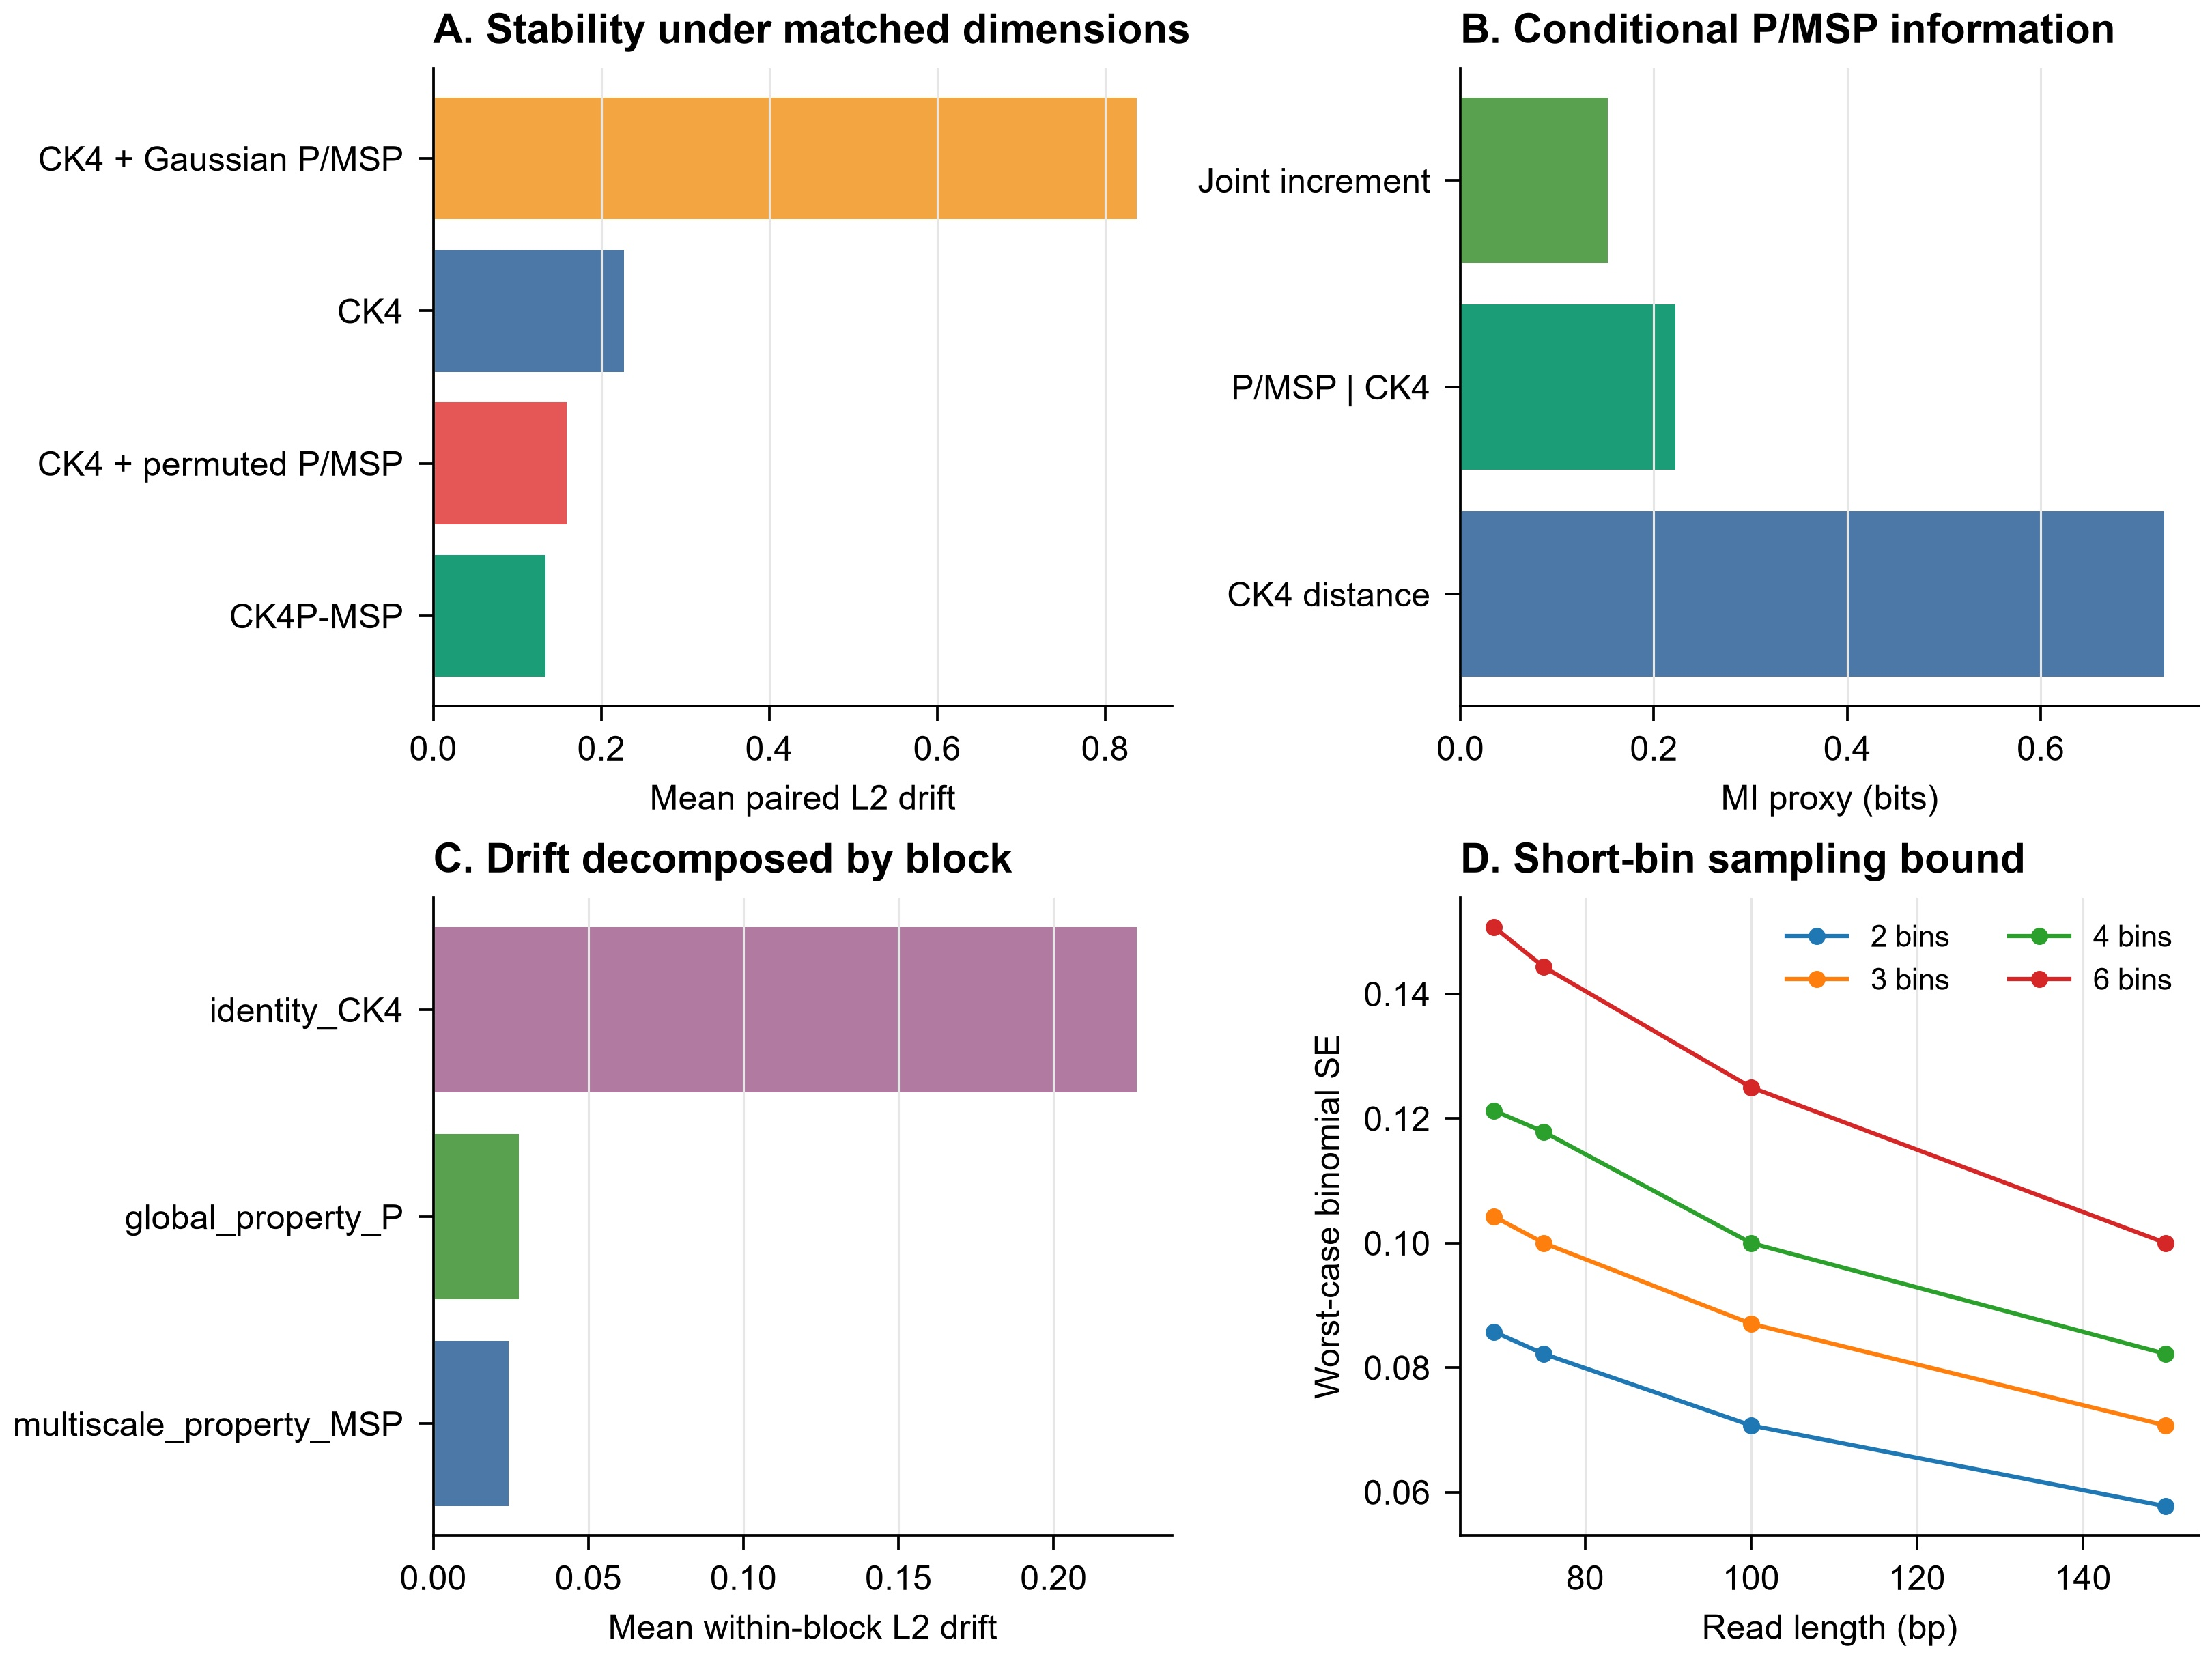 A. Stability under matched dimensions
CK4 + Gaussian P/MSP
CK4
CK4 + permuted P/MSP
CK4P-MSP
0.0 0.2 0.4 0.6 0.8
Mean paired L2 drift
B. Conditional P/MSP information
Joint increment
P/MSP | CK4
CK4 distance
0.0 0.2 0.4 0.6
MI proxy (bits)
C. Drift decomposed by block
identity_CK4
global_property_P
multiscale_property_MSP
0.00 0.05 0.10 0.15 0.20
Mean within-block L2 drift
D. Short-bin sampling bound
2 bins 4 bins
3 bins 6 bins
Worst-case binomial SE
0.14
0.12
0.10
0.08
0.06
80 100 120 140
Read length (bp)